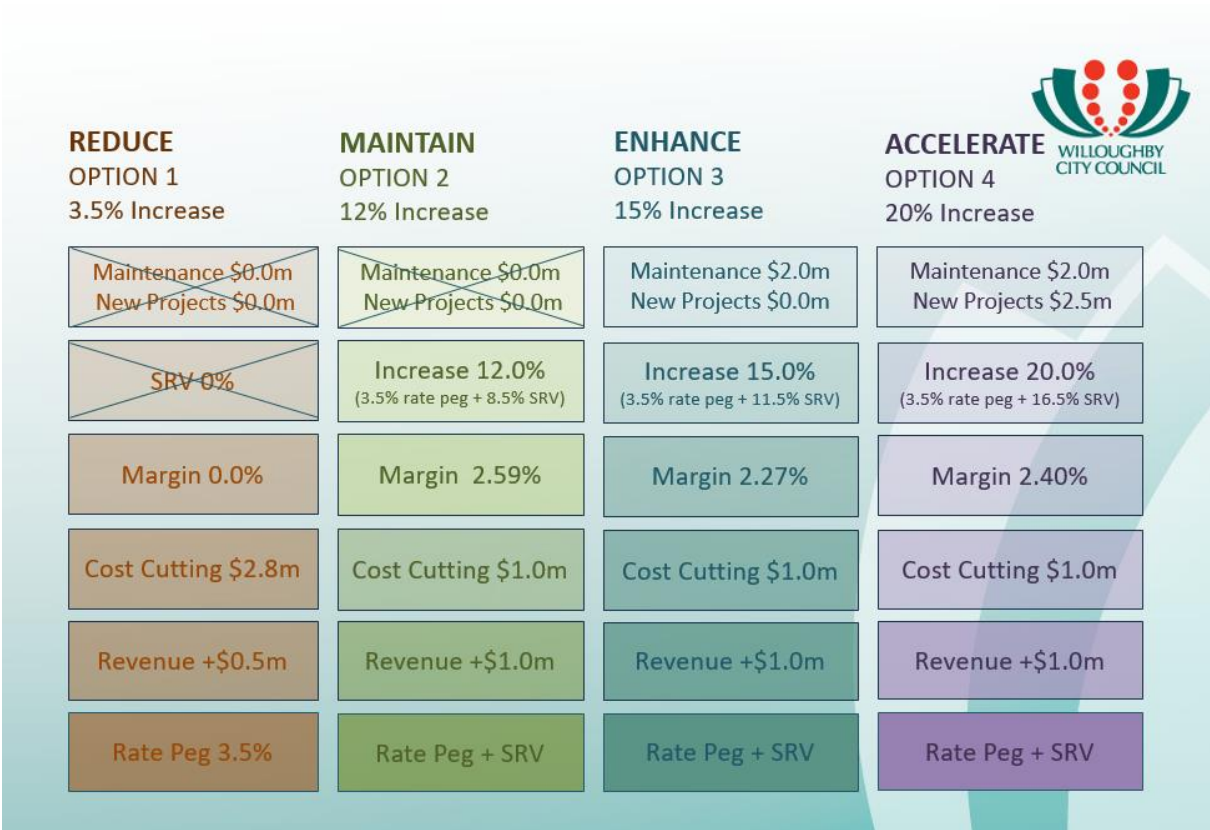 WILLOUGHBY
CITY COUNCIL
REDUCE
OPTION 1
3.5% Increase
Maintenance $0.0m
New Projects $0.0m
SRV 0%
Margin 0.0%
Cost Cutting $2.8m
Revenue +$0.5m
Rate Peg 3.5%
MAINTAIN
OPTION 2
12% Increase
Maintenance $0.0m
New Projects $0.0m
Increase 12.0%
(3.5% rate peg + 8.5% SRV)
Margin 2.59%
Cost Cutting $1.0m
Revenue +$1.0m
Rate Peg + SRV
ENHANCE
OPTION 3
15% Increase
Maintenance $2.0m
New Projects $0.0m
Increase 15.0%
(3.5% rate peg + 11.5% SRV)
Margin 2.27%
Cost Cutting $1.0m
Revenue +$1.0m
Rate Peg + SRV
ACCELERATE
OPTION 4
20% Increase
Maintenance $2.0m
New Projects $2.5m
Increase 20.0%
(3.5% rate peg + 16.5% SRV)
Margin 2.40%
Cost Cutting $1.0m
Revenue +$1.0m
Rate Peg + SRV